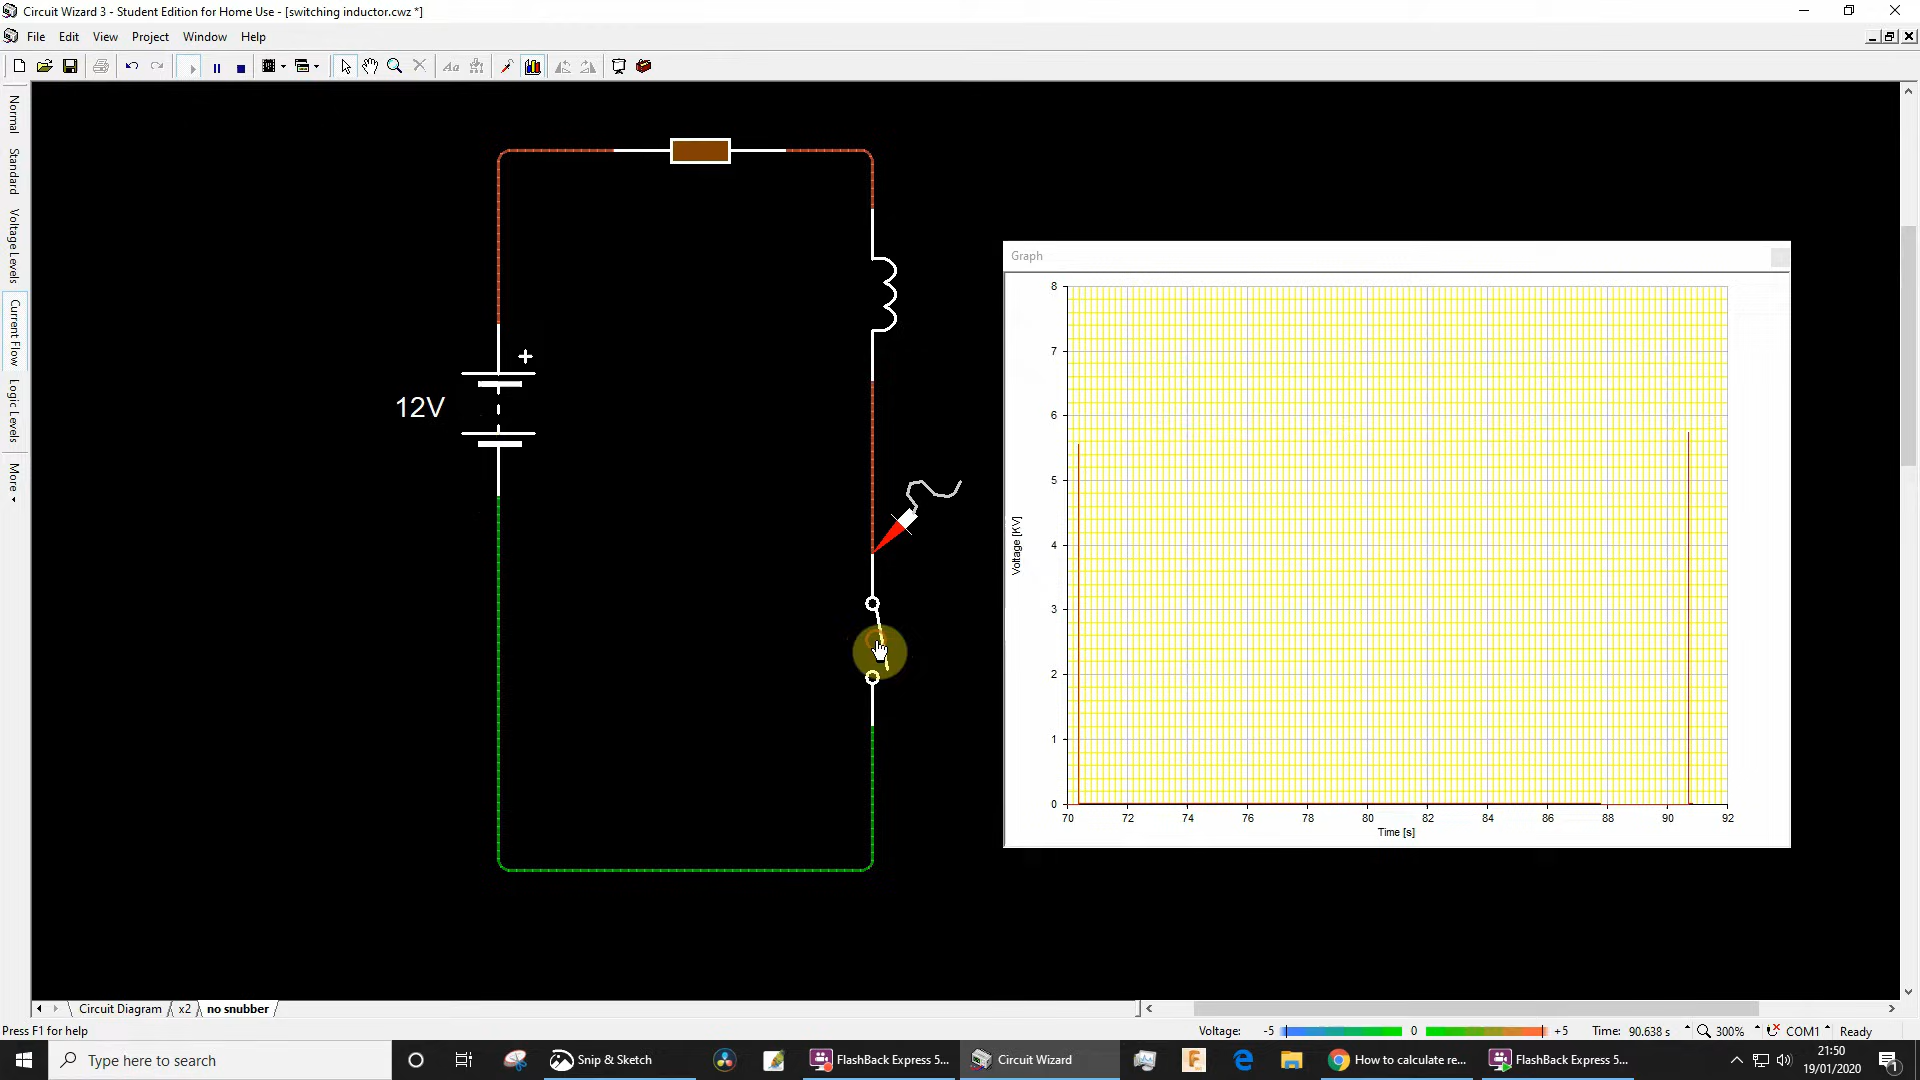 Circuit Wizard 3 - Student Edition for Home Use - [switching inductor.cwz *]
File Edit View Project Window Help
Aa
Normal
Standard
Voltage Levels
Current Flow
Logic Levels
More
+
12V
Graph
8
7
6
5
4
3
2
1
0
Voltage [KV]
70 72 74 76 78 80 82 84 86 88 90 92
Time [s]
Circuit Diagram x2 no snubber
Press F1 for help
Voltage: -5 0 +5 Time: 90.638 s 300% COM1 Ready
Type here to search
Snip & Sketch
FlashBack Express 5...
Circuit Wizard
How to calculate re...
FlashBack Express 5...
21:50
19/01/2020
1